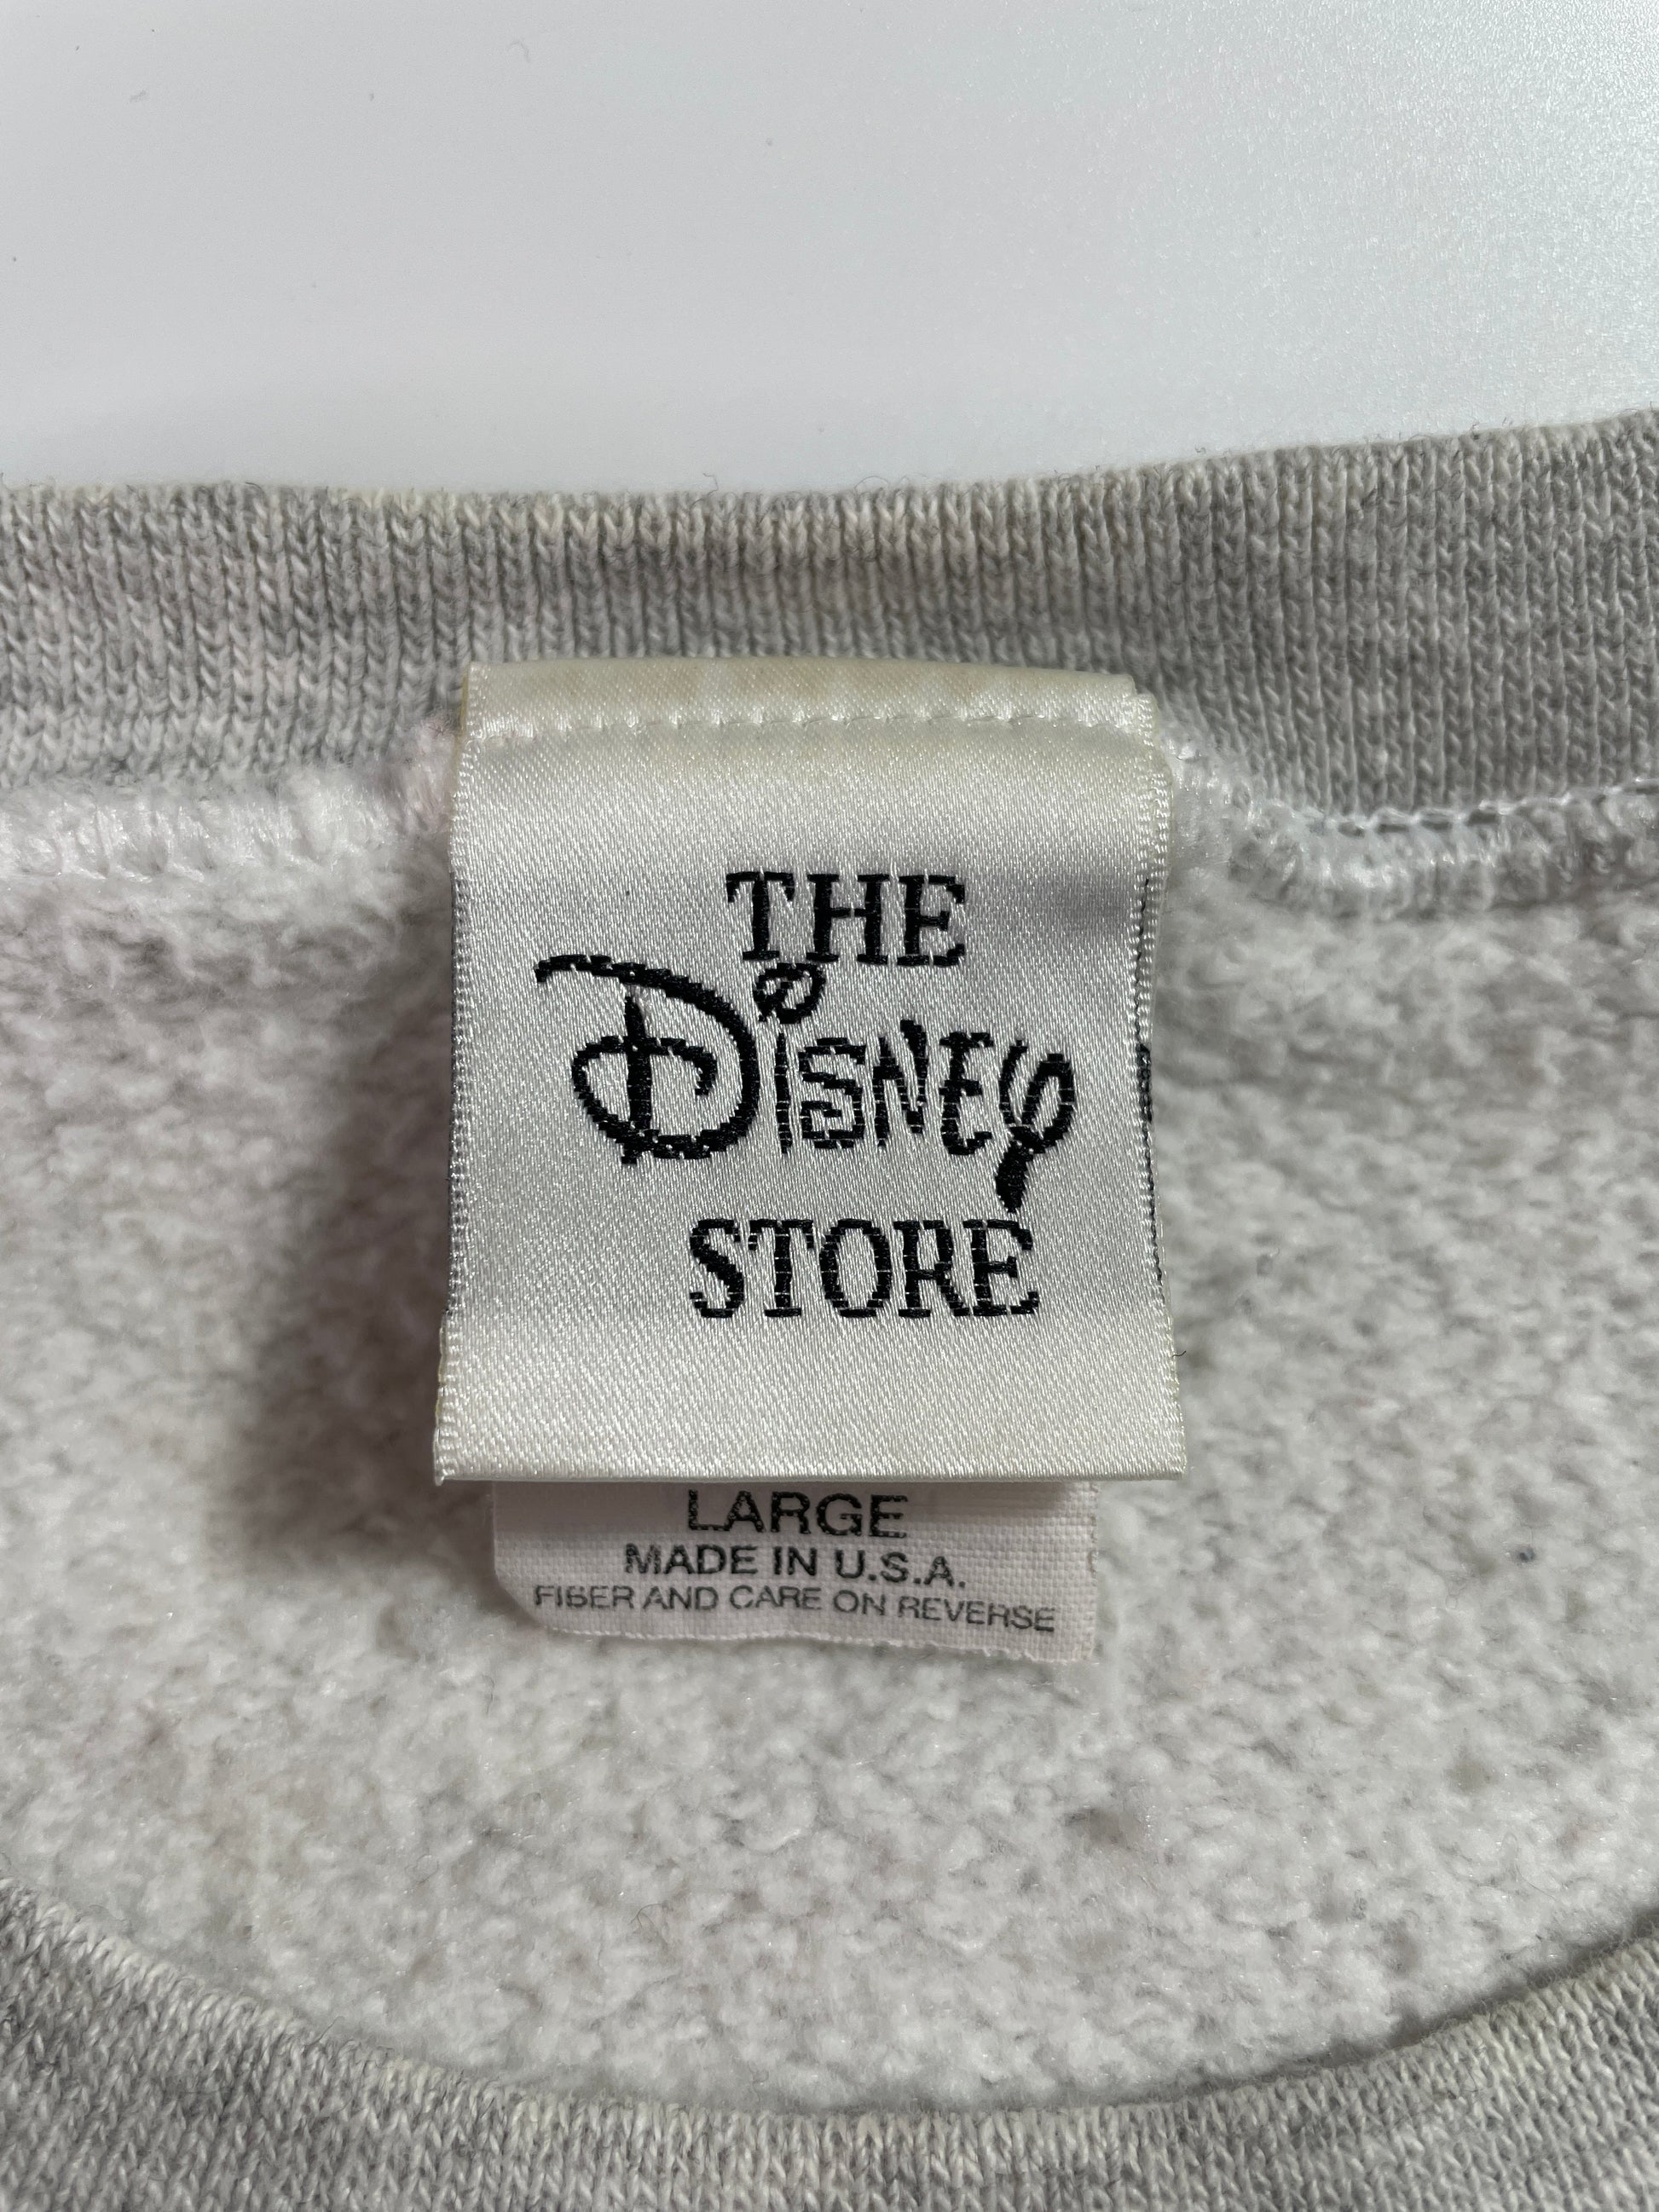 THE
Disney
STORE
LARGE
MADE IN U.S.A.
FIBER AND CARE ON REVERSE